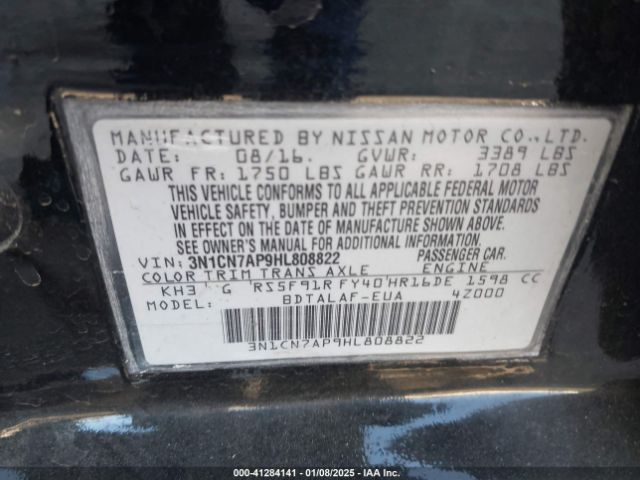 MANUFACTURED BY NISSAN MOTOR CO.,LTD.
DATE: 08/16. GVWR: 3389 LBS
GAWR FR: 1750 LBS GAWR RR: 1708 LBS
THIS VEHICLE CONFORMS TO ALL APPLICABLE FEDERAL MOTOR
VEHICLE SAFETY, BUMPER AND THEFT PREVENTION STANDARDS
IN EFFECT ON THE DATE OF MANUFACTURE SHOWN ABOVE.
SEE OWNER'S MANUAL FOR ADDITIONAL INFORMATION.
VIN: 3N1CN7AP9HL808822 PASSENGER CAR.
COLOR TRIM TRANS AXLE ENGINE
KH3 G RS5F91R FY40 HR16DE 1598 CC
BDTALAF-EUA 4Z000
3N1CN7AP9HL808822
000-41284141 — 01/08/2025 — IAA Inc.